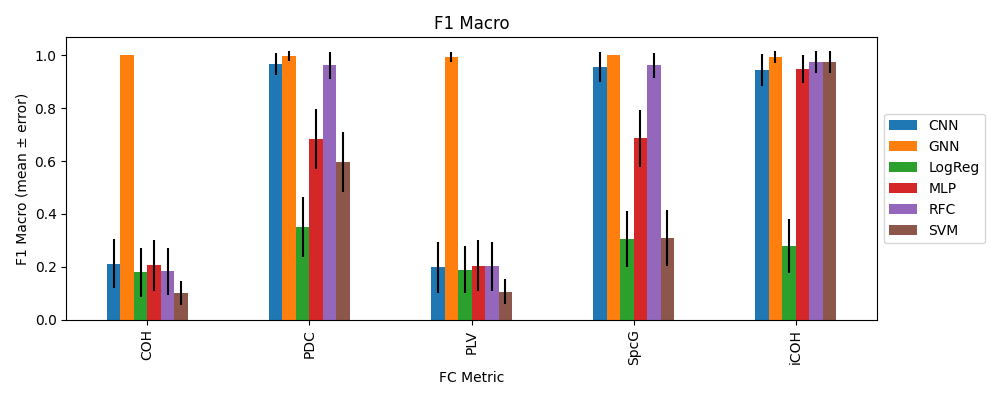 F1 Macro
F1 Macro (mean ± error)
1.0
0.8
0.6
0.4
0.2
0.0
COH
PDC
PLV
SpcG
iCOH
FC Metric
CNN
GNN
LogReg
MLP
RFC
SVM